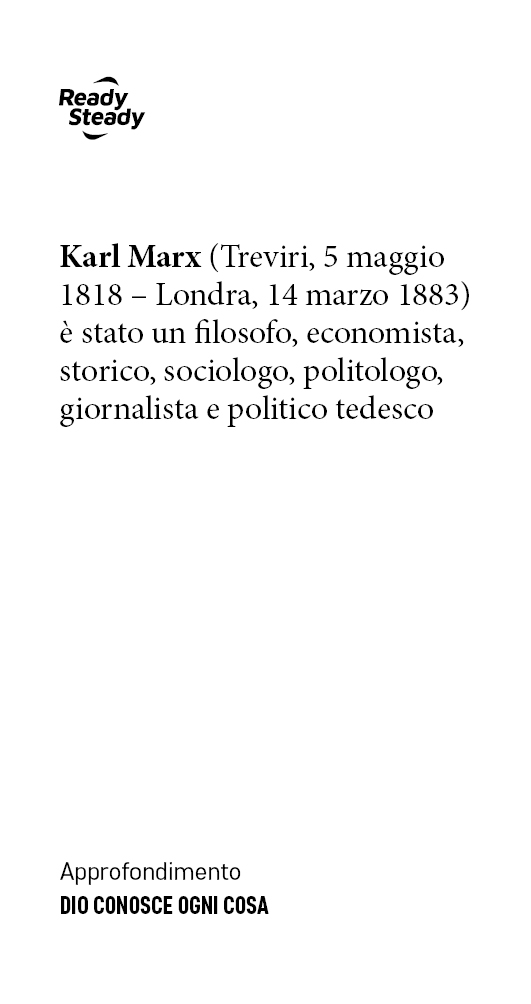 Ready
Steady
Karl Marx (Treviri, 5 maggio
1818 – Londra, 14 marzo 1883)
è stato un filosofo, economista,
storico, sociologo, politologo,
giornalista e politico tedesco
Approfondimento
DIO CONOSCE OGNI COSA